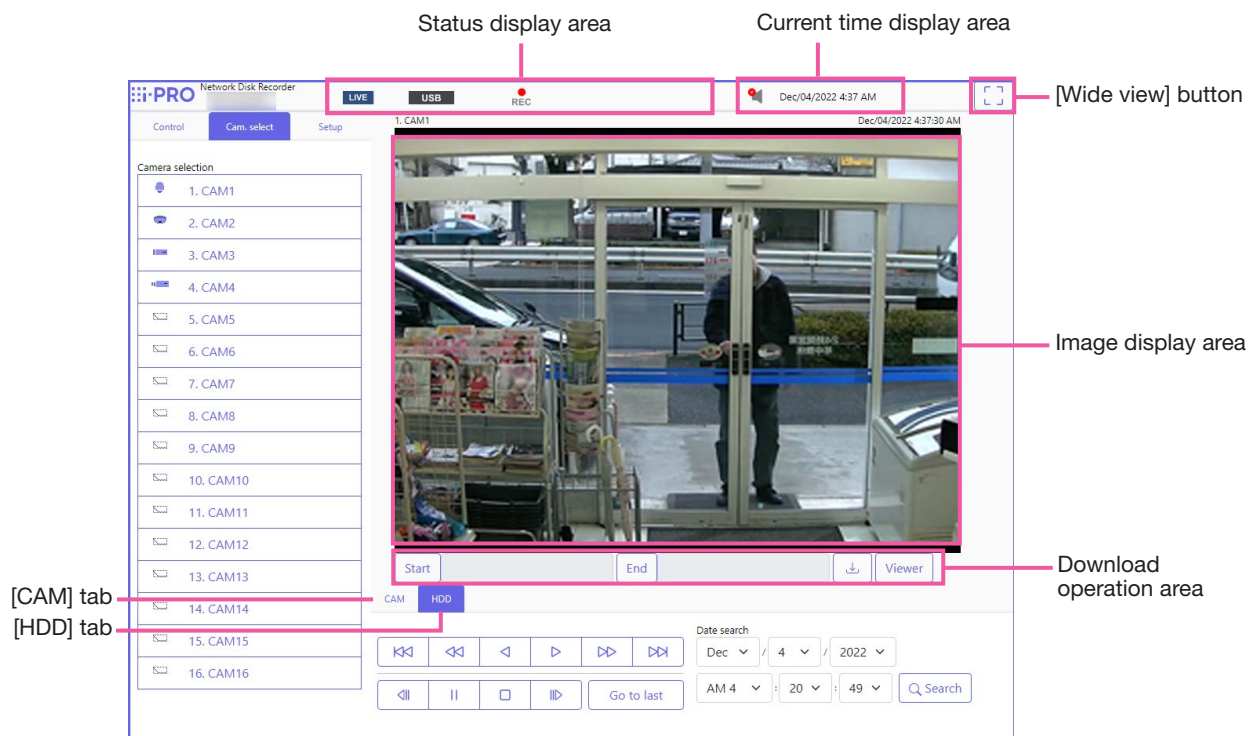 Status display area
Current time display area
[Wide view] button
i-PRO Network Disk Recorder
LIVE USB REC Dec/04/2022 4:37 AM
Control Cam. select Setup
1. CAM1 Dec/04/2022 4:37:30 AM
Camera selection
1. CAM1
2. CAM2
3. CAM3
4. CAM4
5. CAM5
6. CAM6
7. CAM7
8. CAM8
9. CAM9
10. CAM10
11. CAM11
12. CAM12
13. CAM13
14. CAM14
15. CAM15
16. CAM16
Image display area
Start End Viewer
Download
operation area
[CAM] tab
[HDD] tab
CAM HDD
Date search
Dec / 4 / 2022
Go to last
AM 4 : 20 : 49 Search